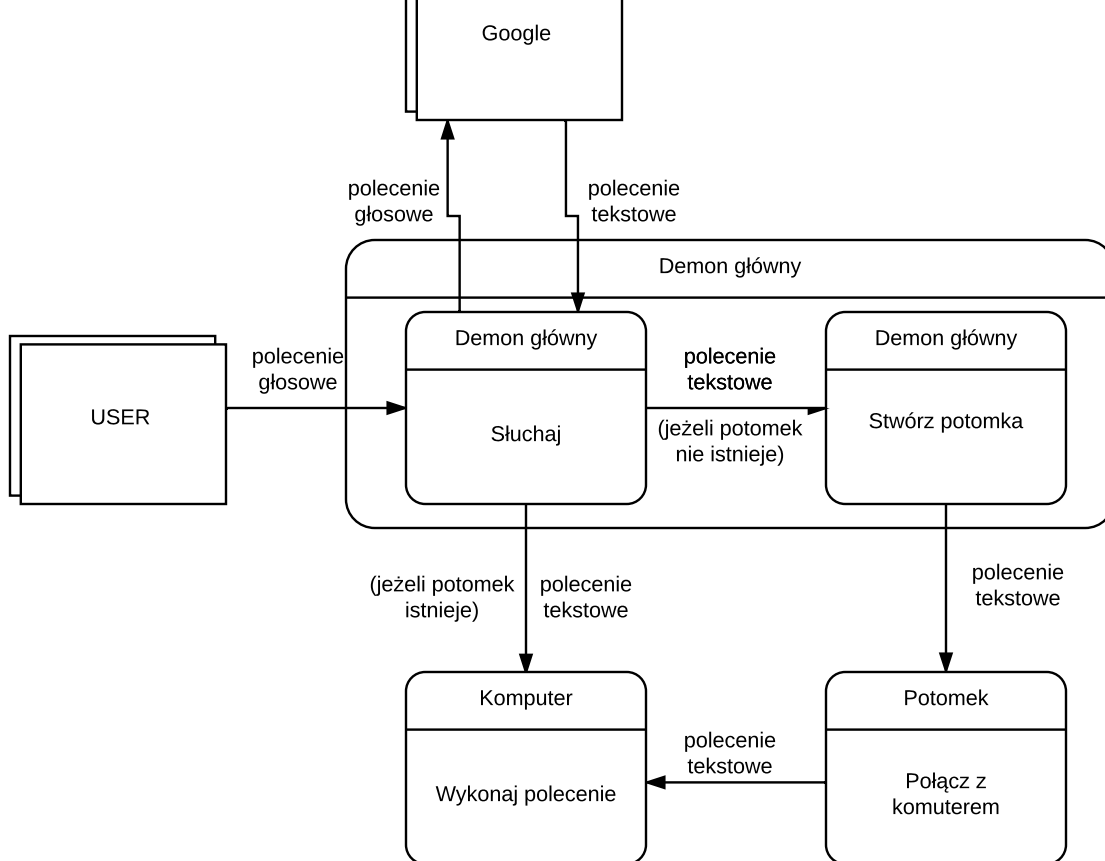 Google
polecenie
głosowe
polecenie
tekstowe
Demon główny
USER
polecenie
głosowe
Demon główny
Słuchaj
polecenie
tekstowe
(jeżeli potomek
nie istnieje)
Demon główny
Stwórz potomka
(jeżeli potomek
istnieje)
polecenie
tekstowe
polecenie
tekstowe
Komputer
Wykonaj polecenie
polecenie
tekstowe
Potomek
Połącz z
komuterem